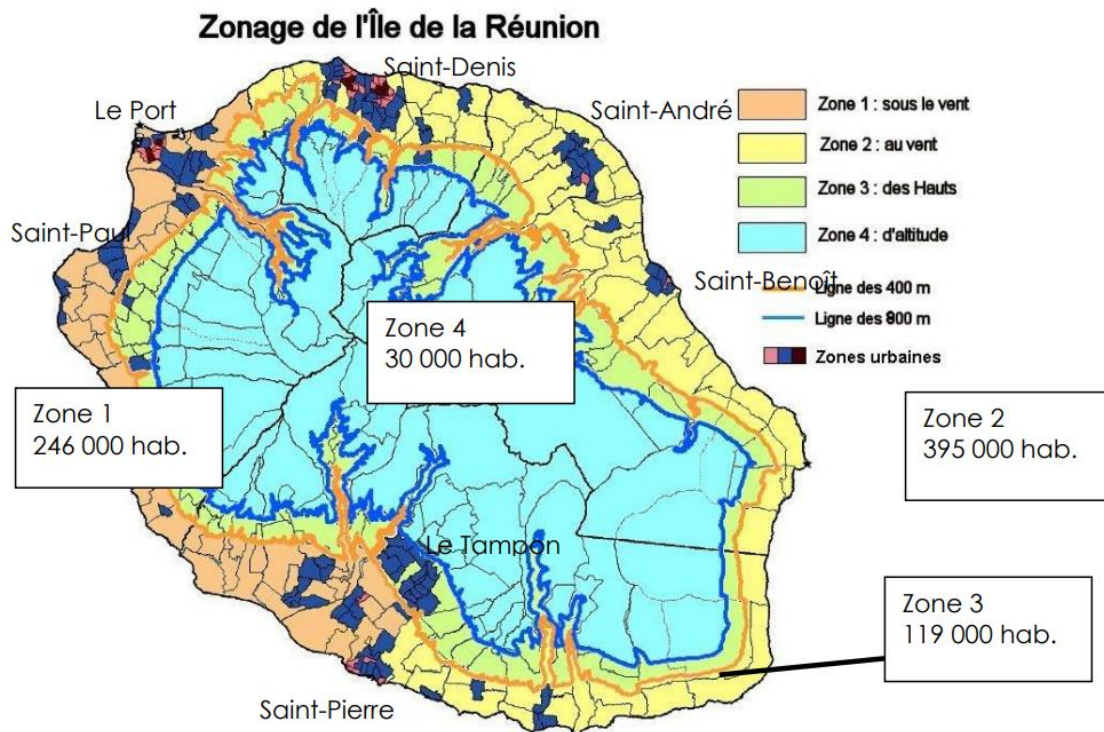 Zonage de l'Île de la Réunion
Saint-Denis
Le Port
Saint-André
Zone 1 : sous le vent
Zone 2 : au vent
Zone 3 : des Hauts
Zone 4 : d'altitude
Saint-Paul
Saint-Benoît
Ligne des 400 m
Ligne des 800 m
Zones urbaines
Zone 4
30 000 hab.
Zone 1
246 000 hab.
Zone 2
395 000 hab.
Le Tampon
Zone 3
119 000 hab.
Saint-Pierre